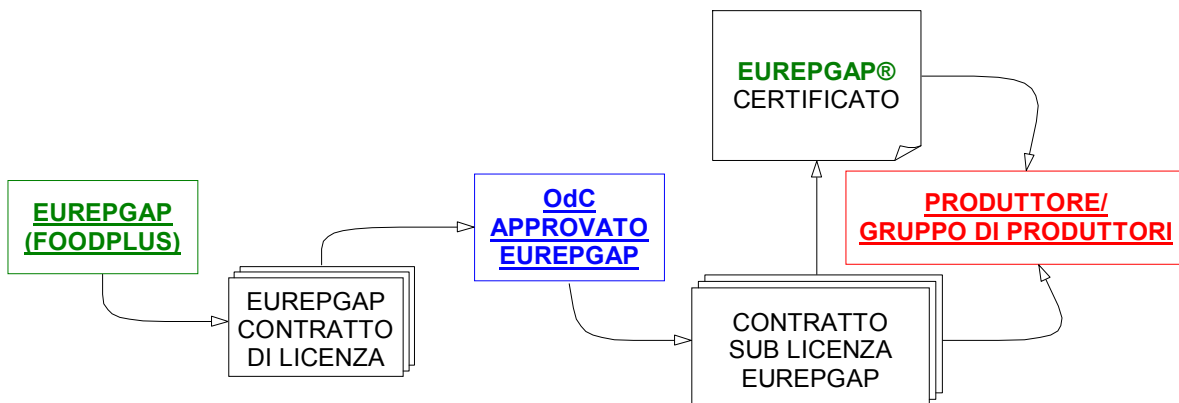 EUREPGAP
(FOODPLUS)
EUREPGAP
CONTRATTO
DI LICENZA
OdC
APPROVATO
EUREPGAP
CONTRATTO
SUB LICENZA
EUREPGAP
EUREPGAP®
CERTIFICATO
PRODUTTORE/
GRUPPO DI PRODUTTORI